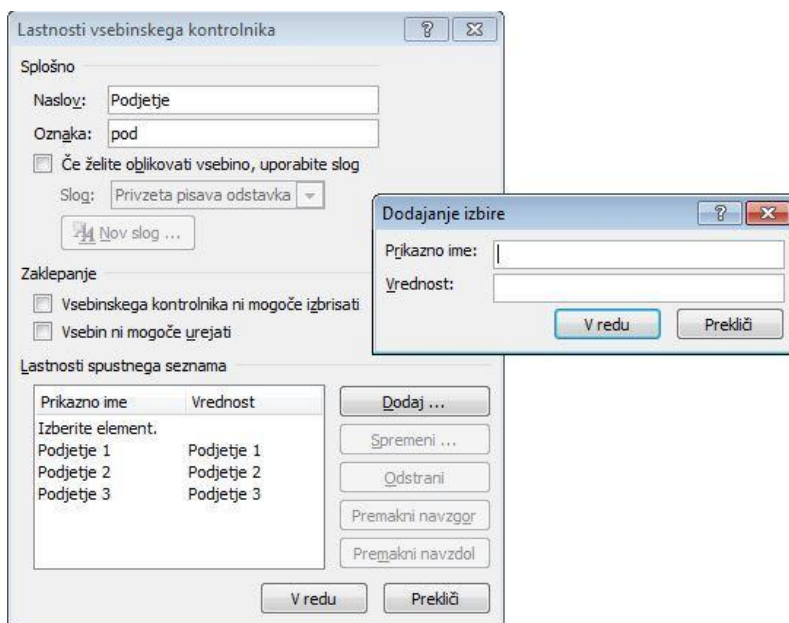 Lastnosti vsebinskega kontrolnika
Splošno
Naslov: Podjetje
Oznaka: pod
Če želite oblikovati vsebino, uporabite slog
Slog: Privzeta pisava odstavka
Nov slog ...
Zaklepanje
Vsebinskega kontrolnika ni mogoče izbrisati
Vsebin ni mogoče urejati
Lastnosti spustnega seznama
Prikazno ime Vrednost
Izberite element.
Podjetje 1 Podjetje 1
Podjetje 2 Podjetje 2
Podjetje 3 Podjetje 3
Dodaj ...
Spremeni ...
Odstrani
Premakni navzgor
Premakni navzdol
V redu Prekliči
Dodajanje izbire
Prikazno ime:
Vrednost:
V redu Prekliči